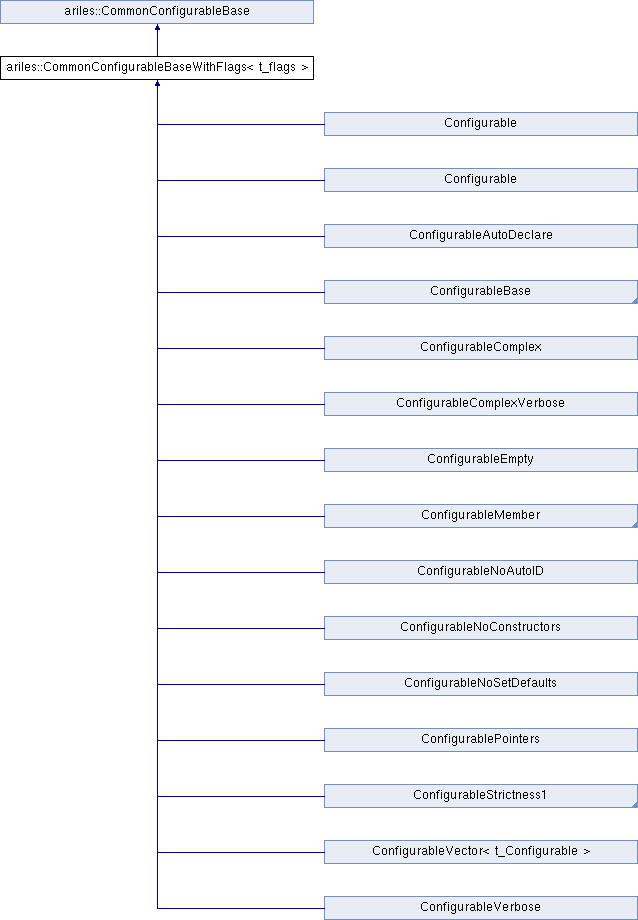 ariles::CommonConfigurableBase
ariles::CommonConfigurableBaseWithFlags< t_flags >
Configurable
Configurable
ConfigurableAutoDeclare
ConfigurableBase
ConfigurableComplex
ConfigurableComplexVerbose
ConfigurableEmpty
ConfigurableMember
ConfigurableNoAutoID
ConfigurableNoConstructors
ConfigurableNoSetDefaults
ConfigurablePointers
ConfigurableStrictness1
ConfigurableVector< t_Configurable >
ConfigurableVerbose